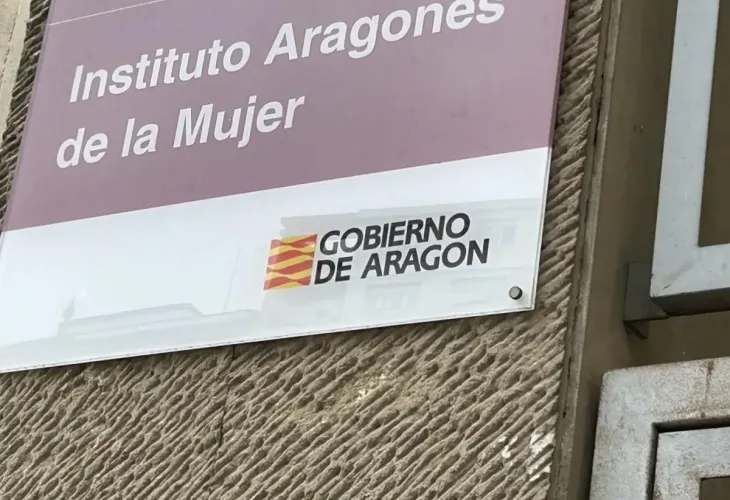 Instituto Aragonés
de la Mujer
GOBIERNO
DE ARAGON